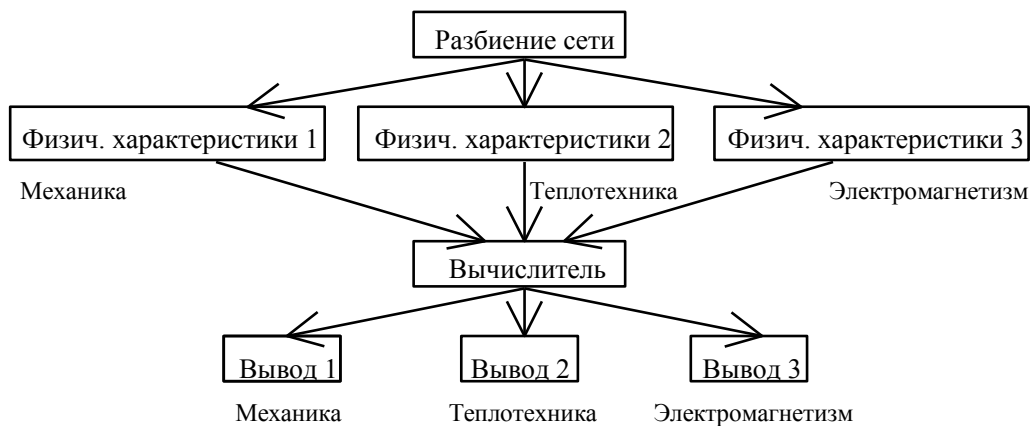 Разбиение сети
Физич. характеристики 1
Физич. характеристики 2
Физич. характеристики 3
Механика
Теплотехника
Электромагнетизм
Вычислитель
Вывод 1
Вывод 2
Вывод 3
Механика
Теплотехника
Электромагнетизм